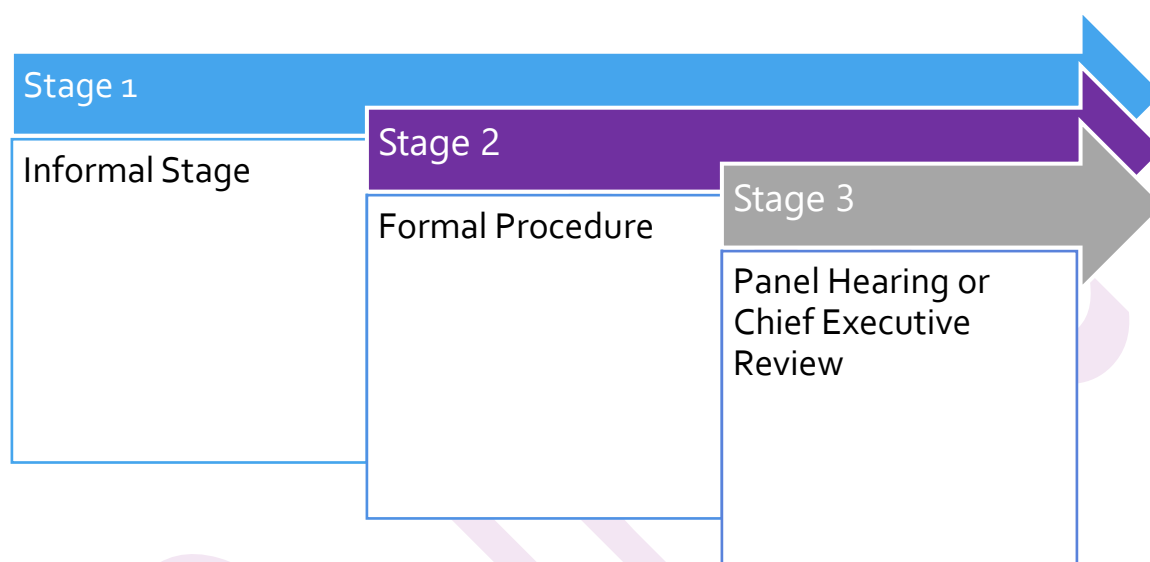 Stage 1
Informal Stage
Stage 2
Formal Procedure
Stage 3
Panel Hearing or
Chief Executive
Review